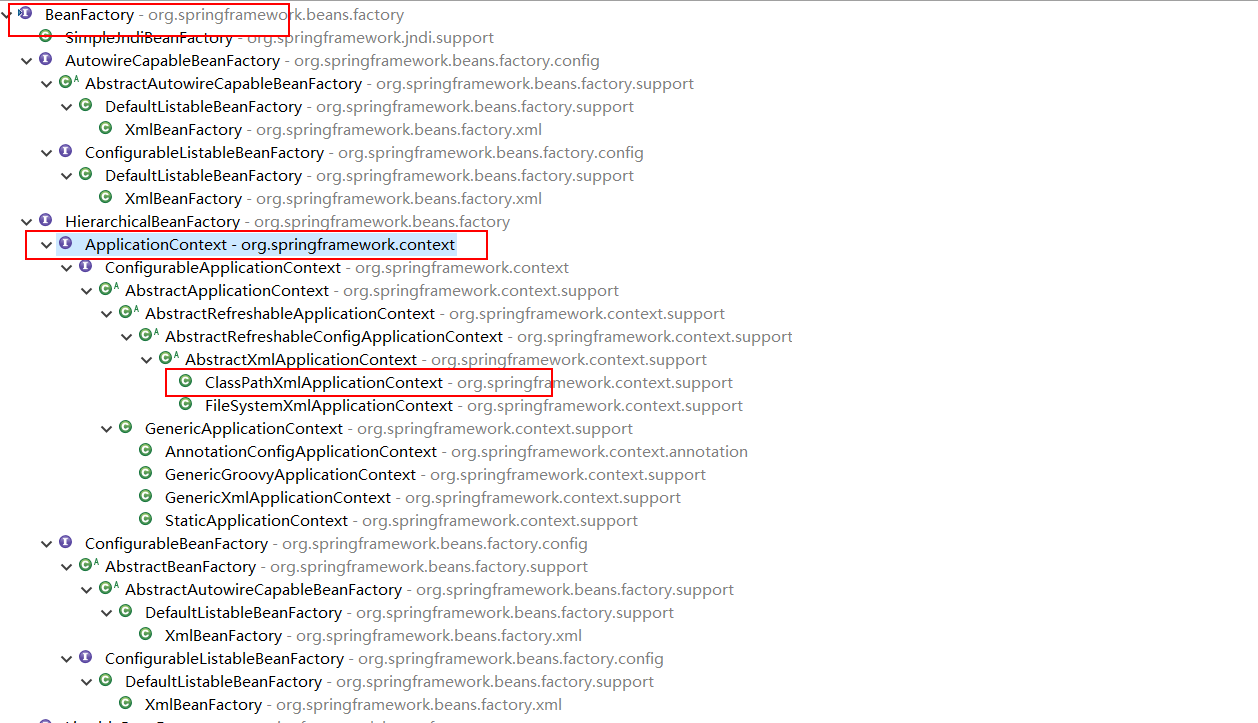 BeanFactory - org.springframework.beans.factory
SimpleJndiBeanFactory - org.springframework.jndi.support
AutowireCapableBeanFactory - org.springframework.beans.factory.config
AbstractAutowireCapableBeanFactory - org.springframework.beans.factory.support
DefaultListableBeanFactory - org.springframework.beans.factory.support
XmlBeanFactory - org.springframework.beans.factory.xml
ConfigurableListableBeanFactory - org.springframework.beans.factory.config
DefaultListableBeanFactory - org.springframework.beans.factory.support
XmlBeanFactory - org.springframework.beans.factory.xml
HierarchicalBeanFactory - org.springframework.beans.factory
ApplicationContext - org.springframework.context
ConfigurableApplicationContext - org.springframework.context
AbstractApplicationContext - org.springframework.context.support
AbstractRefreshableApplicationContext - org.springframework.context.support
AbstractRefreshableConfigApplicationContext - org.springframework.context.support
AbstractXmlApplicationContext - org.springframework.context.support
ClassPathXmlApplicationContext - org.springframework.context.support
FileSystemXmlApplicationContext - org.springframework.context.support
GenericApplicationContext - org.springframework.context.support
AnnotationConfigApplicationContext - org.springframework.context.annotation
GenericGroovyApplicationContext - org.springframework.context.support
GenericXmlApplicationContext - org.springframework.context.support
StaticApplicationContext - org.springframework.context.support
ConfigurableBeanFactory - org.springframework.beans.factory.config
AbstractBeanFactory - org.springframework.beans.factory.support
AbstractAutowireCapableBeanFactory - org.springframework.beans.factory.support
DefaultListableBeanFactory - org.springframework.beans.factory.support
XmlBeanFactory - org.springframework.beans.factory.xml
ConfigurableListableBeanFactory - org.springframework.beans.factory.config
DefaultListableBeanFactory - org.springframework.beans.factory.support
XmlBeanFactory - org.springframework.beans.factory.xml